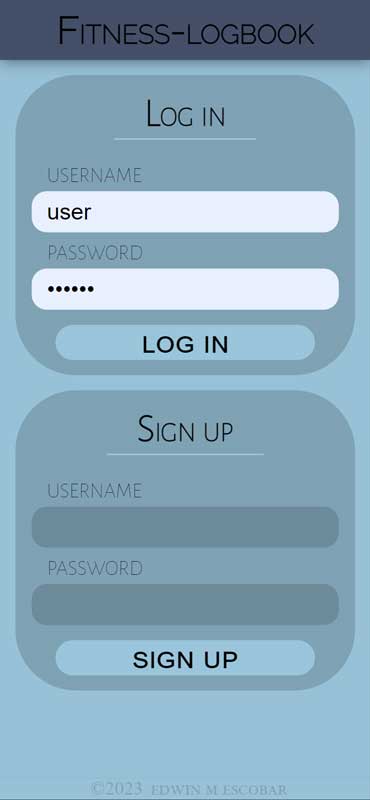 Fitness-logbook
Log in
USERNAME
user
PASSWORD
••••••
LOG IN
Sign up
USERNAME
PASSWORD
SIGN UP
©2023 EDWIN M ESCOBAR